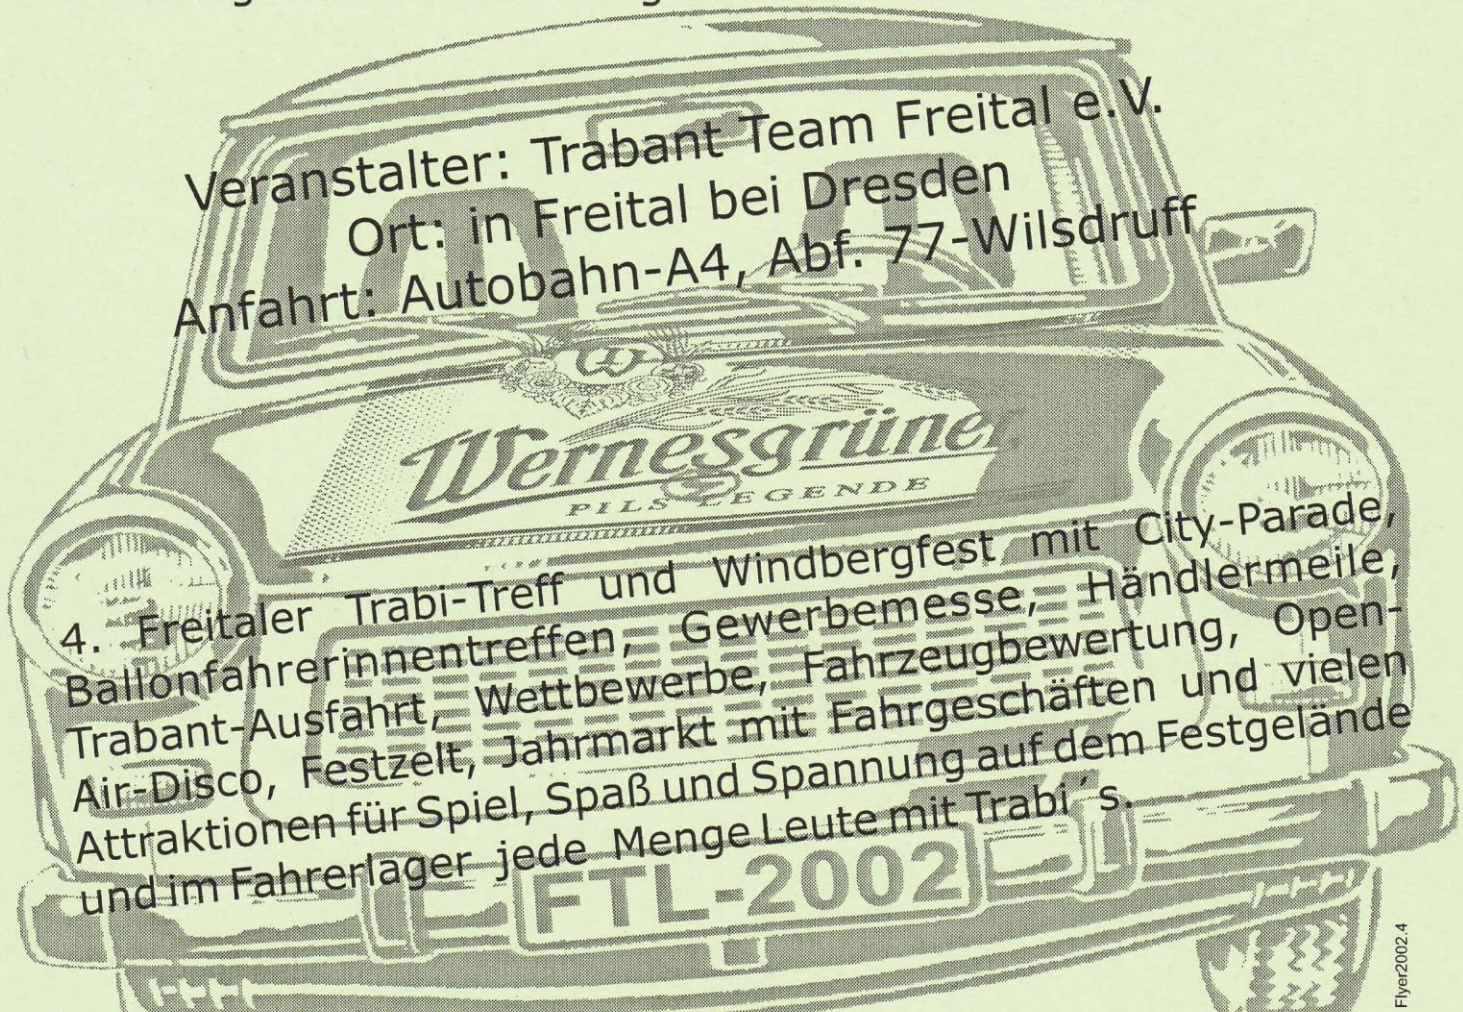 Veranstalter: Trabant Team Freital e.V.
Ort: in Freital bei Dresden
Anfahrt: Autobahn-A4, Abf. 77-Wilsdruff
W
Wernesgrüner
PILS LEGENDE
4. Freitaler Trabi-Treff und Windbergfest mit City-Parade,
Ballonfahrerinnentreffen, Gewerbemesse, Händlermeile,
Trabant-Ausfahrt, Wettbewerbe, Fahrzeugbewertung, Open-
Air-Disco, Festzelt, Jahrmarkt mit Fahrgeschäften und vielen
Attraktionen für Spiel, Spaß und Spannung auf dem Festgelände
und im Fahrerlager jede Menge Leute mit Trabi´s.
FTL-2002
Flyer2002.4